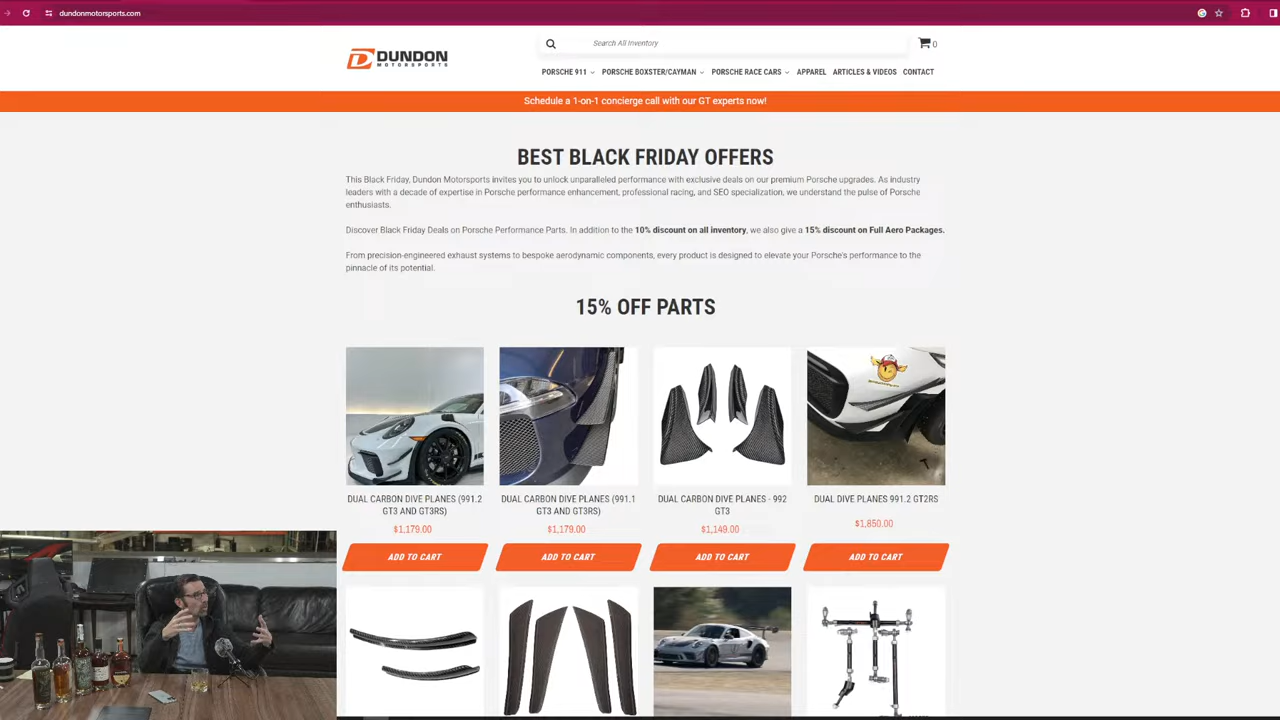 dundonmotorsports.com
DUNDON
MOTORSPORTS
Search All Inventory
0
PORSCHE 911 PORSCHE BOXSTER/CAYMAN PORSCHE RACE CARS APPAREL ARTICLES & VIDEOS CONTACT
Schedule a 1-on-1 concierge call with our GT experts now!
BEST BLACK FRIDAY OFFERS
This Black Friday, Dundon Motorsports invites you to unlock unparalleled performance with exclusive deals on our premium Porsche upgrades. As industry
leaders with a decade of expertise in Porsche performance enhancement, professional racing, and SEO specialization, we understand the pulse of Porsche
enthusiasts.
Discover Black Friday Deals on Porsche Performance Parts. In addition to the 10% discount on all inventory, we also give a 15% discount on Full Aero Packages.
From precision-engineered exhaust systems to bespoke aerodynamic components, every product is designed to elevate your Porsche's performance to the
pinnacle of its potential.
15% OFF PARTS
DUAL CARBON DIVE PLANES (991.2
GT3 AND GT3RS)
$1,179.00
ADD TO CART
DUAL CARBON DIVE PLANES (991.1
GT3 AND GT3RS)
$1,179.00
ADD TO CART
DUAL CARBON DIVE PLANES - 992
GT3
$1,149.00
ADD TO CART
DUAL DIVE PLANES 991.2 GT2RS
$1,850.00
ADD TO CART